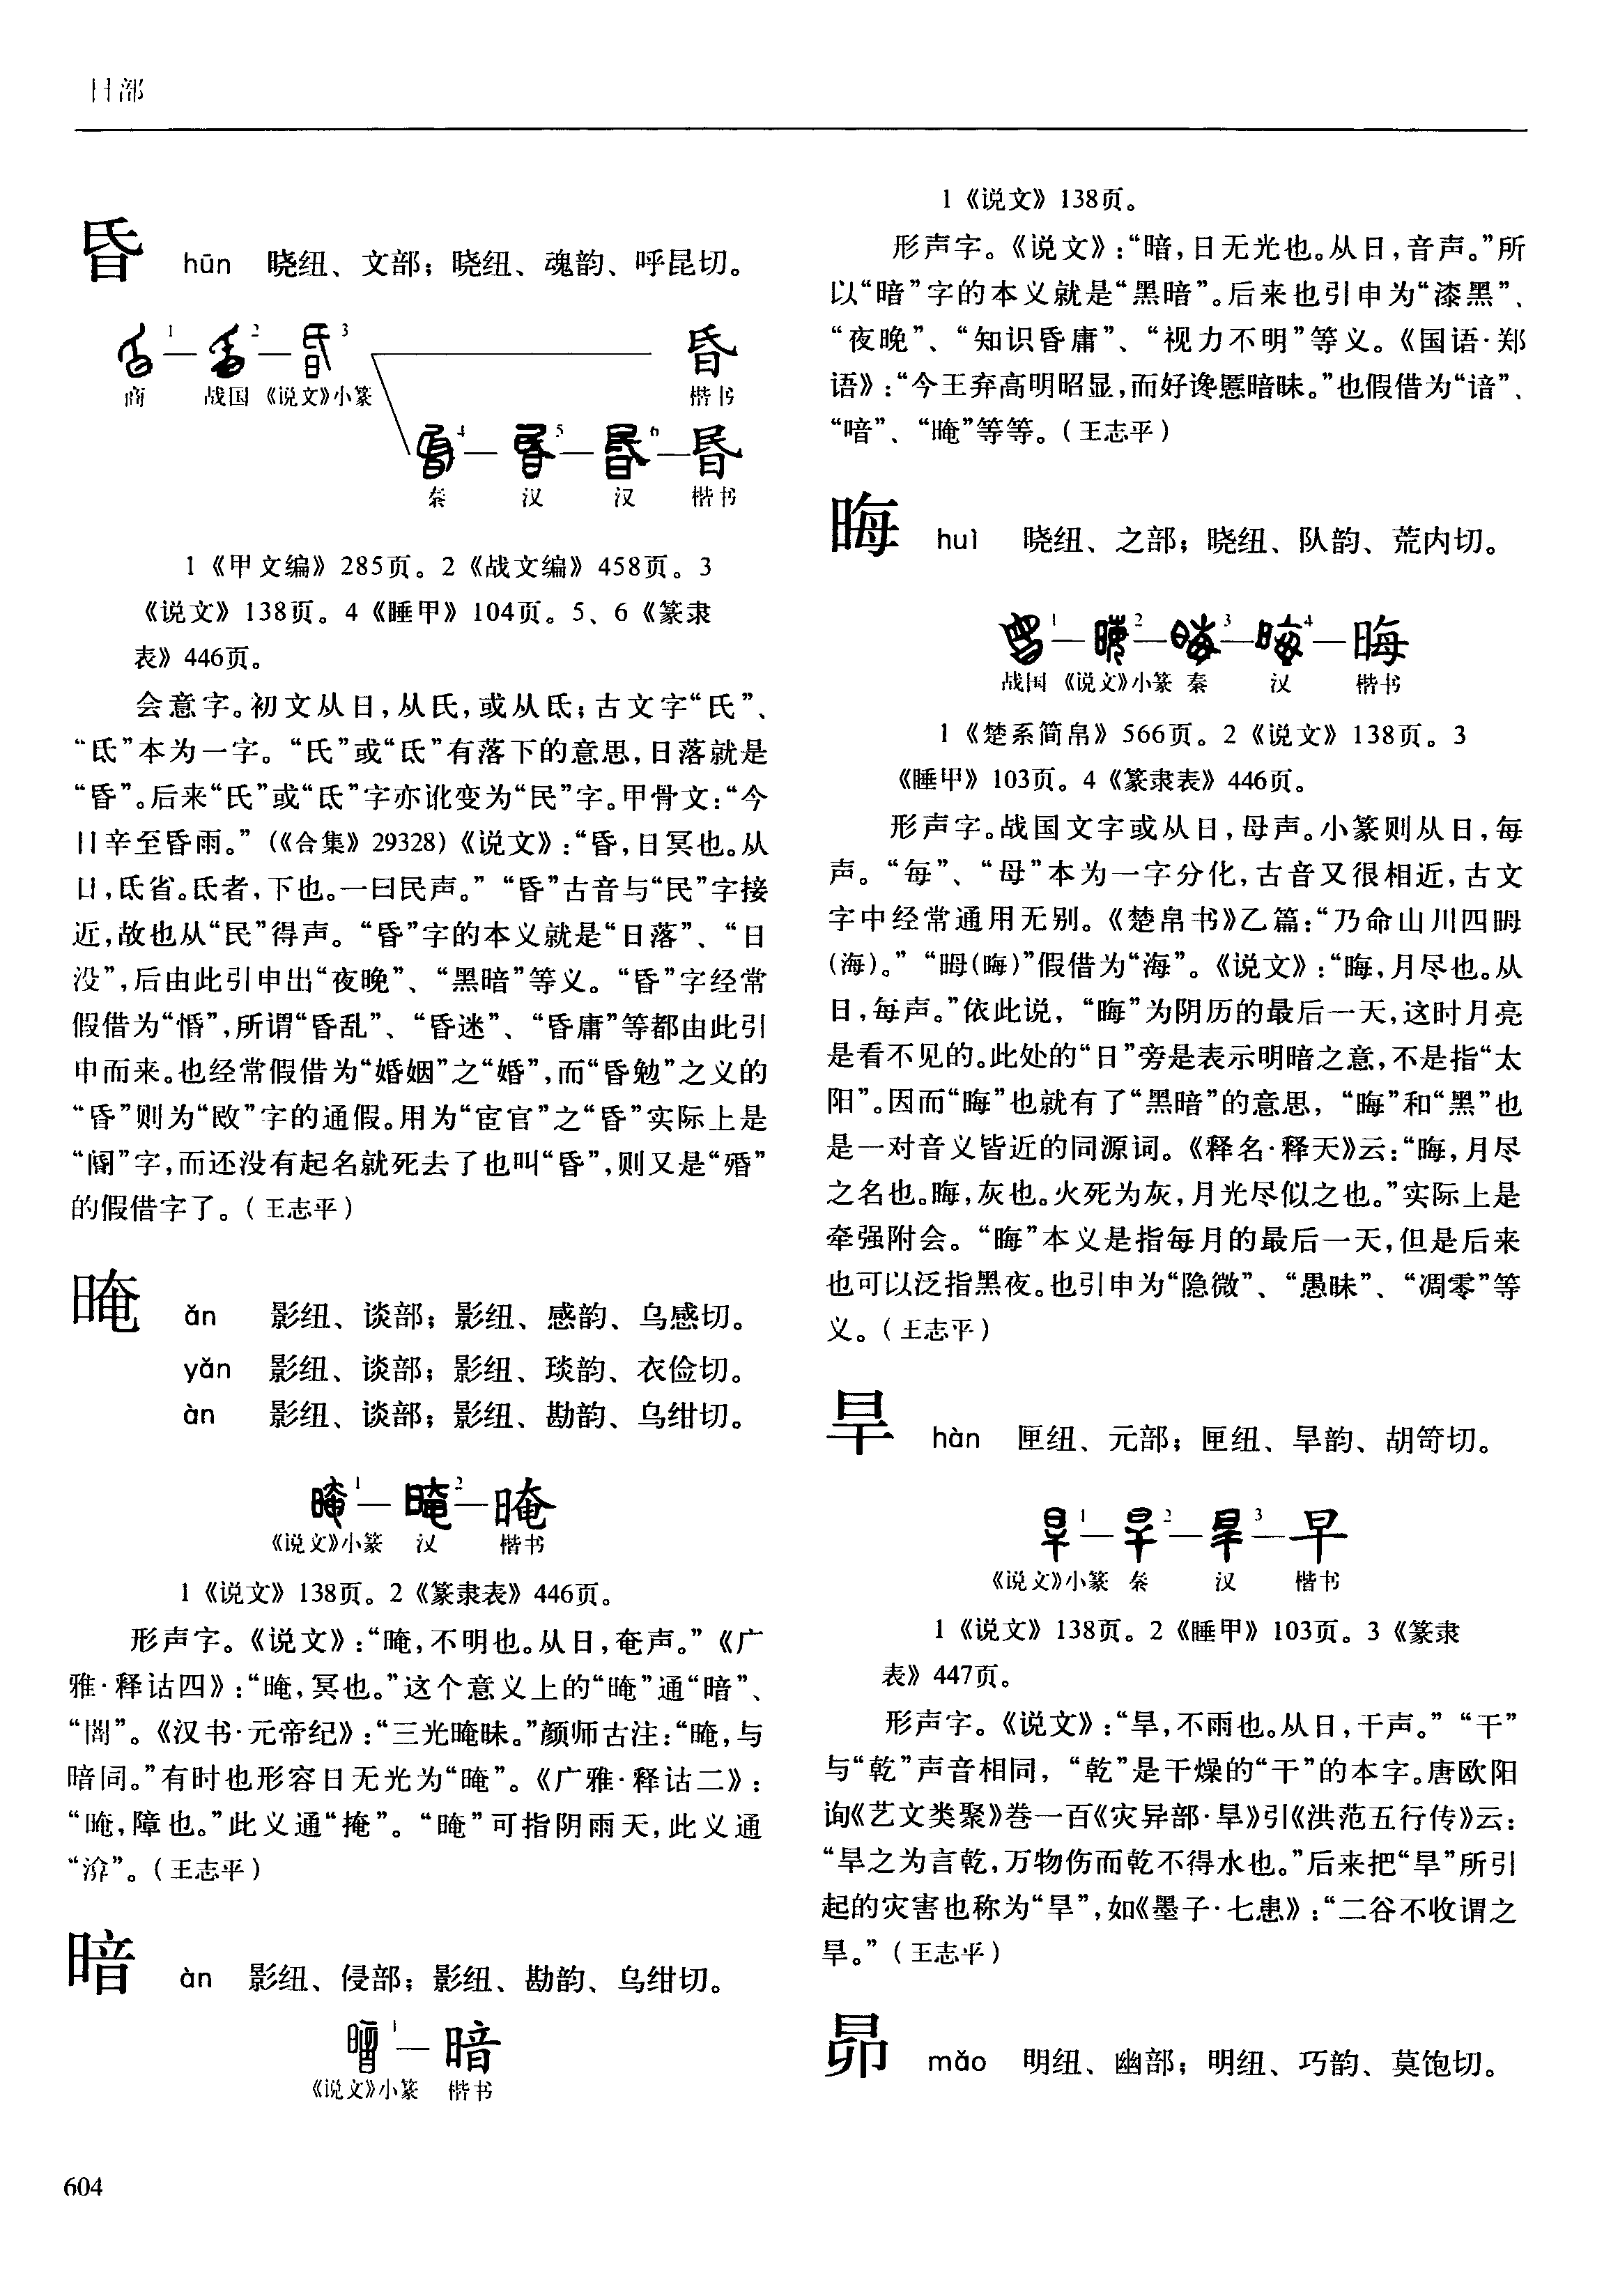 日部
昏 hūn 晓纽、文部；晓纽、魂韵、呼昆切。
1 — 2 — 3 昏
商 战国 《说文》小篆 楷书
4 — 5 — 6 — 昬
秦 汉 汉 楷书
1《甲文编》285页。2《战文编》458页。3
《说文》138页。4《睡甲》104页。5、6《篆隶
表》446页。
会意字。初文从日，从氏，或从氐；古文字“氏”、
“氐”本为一字。“氏”或“氐”有落下的意思，日落就是
“昏”。后来“氏”或“氐”字亦讹变为“民”字。甲骨文：“今
日辛至昏雨。”(《合集》29328)《说文》：“昏，日冥也。从
日，氐省。氐者，下也。一曰民声。”“昏”古音与“民”字接
近，故也从“民”得声。“昏”字的本义就是“日落”、“日
没”，后由此引申出“夜晚”、“黑暗”等义。“昏”字经常
假借为“惛”，所谓“昏乱”、“昏迷”、“昏庸”等都由此引
申而来。也经常假借为“婚姻”之“婚”，而“昏勉”之义的
“昏”则为“敃”字的通假。用为“宦官”之“昏”实际上是
“阍”字，而还没有起名就死去了也叫“昏”，则又是“殙”
的假借字了。（王志平）
晻 ǎn 影纽、谈部；影纽、感韵、乌感切。
yǎn 影纽、谈部；影纽、琰韵、衣俭切。
àn 影纽、谈部；影纽、勘韵、乌绀切。
1 — 2 — 晻
《说文》小篆 汉 楷书
1《说文》138页。2《篆隶表》446页。
形声字。《说文》：“晻，不明也。从日，奄声。”《广
雅·释诂四》：“晻，冥也。”这个意义上的“晻”通“暗”、
“闇”。《汉书·元帝纪》：“三光晻昧。”颜师古注：“晻，与
暗同。”有时也形容日无光为“晻”。《广雅·释诂二》：
“晻，障也。”此义通“掩”。“晻”可指阴雨天，此义通
“渰”。（王志平）
暗 àn 影纽、侵部；影纽、勘韵、乌绀切。
1 — 暗
《说文》小篆 楷书
604
1《说文》138页。
形声字。《说文》：“暗，日无光也。从日，音声。”所
以“暗”字的本义就是“黑暗”。后来也引申为“漆黑”、
“夜晚”、“知识昏庸”、“视力不明”等义。《国语·郑
语》：“今王弃高明昭显，而好谗慝暗昧。”也假借为“谙”、
“喑”、“晻”等等。（王志平）
晦 huì 晓纽、之部；晓纽、队韵、荒内切。
1 — 2 — 3 — 4 — 晦
战国 《说文》小篆 秦 汉 楷书
1《楚系简帛》566页。2《说文》138页。3
《睡甲》103页。4《篆隶表》446页。
形声字。战国文字或从日，母声。小篆则从日，每
声。“每”、“母”本为一字分化，古音又很相近，古文
字中经常通用无别。《楚帛书》乙篇：“乃命山川四𣇻
(海)。”“𣇻(晦)”假借为“海”。《说文》：“晦，月尽也。从
日，每声。”依此说，“晦”为阴历的最后一天，这时月亮
是看不见的。此处的“日”旁是表示明暗之意，不是指“太
阳”。因而“晦”也就有了“黑暗”的意思，“晦”和“黑”也
是一对音义皆近的同源词。《释名·释天》云：“晦，月尽
之名也。晦，灰也。火死为灰，月光尽似之也。”实际上是
牵强附会。“晦”本义是指每月的最后一天，但是后来
也可以泛指黑夜。也引申为“隐微”、“愚昧”、“凋零”等
义。（王志平）
旱 hàn 匣纽、元部；匣纽、旱韵、胡笴切。
1 — 2 — 3 — 旱
《说文》小篆 秦 汉 楷书
1《说文》138页。2《睡甲》103页。3《篆隶
表》447页。
形声字。《说文》：“旱，不雨也。从日，干声。”“干”
与“乾”声音相同，“乾”是干燥的“干”的本字。唐欧阳
询《艺文类聚》卷一百《灾异部·旱》引《洪范五行传》云：
“旱之为言乾，万物伤而乾不得水也。”后来把“旱”所引
起的灾害也称为“旱”，如《墨子·七患》：“二谷不收谓之
旱。”（王志平）
昴 mǎo 明纽、幽部；明纽、巧韵、莫饱切。